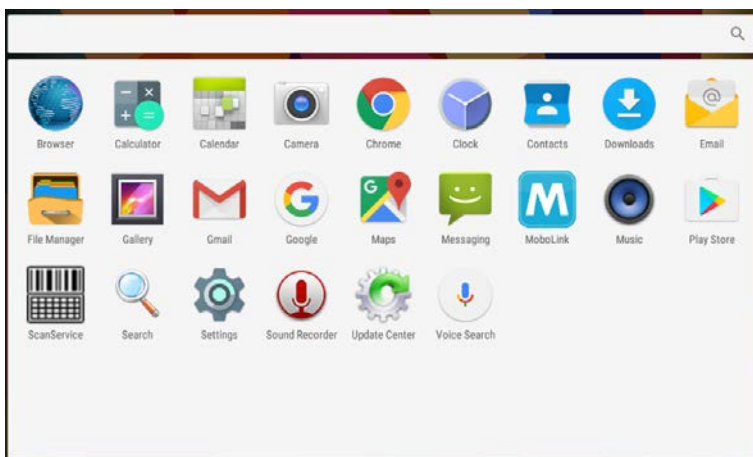 Browser Calculator Calendar Camera Chrome Clock Contacts Downloads Email
G
M
File Manager Gallery Gmail Google Maps Messaging MoboLink Music Play Store
ScanService Search Settings Sound Recorder Update Center Voice Search